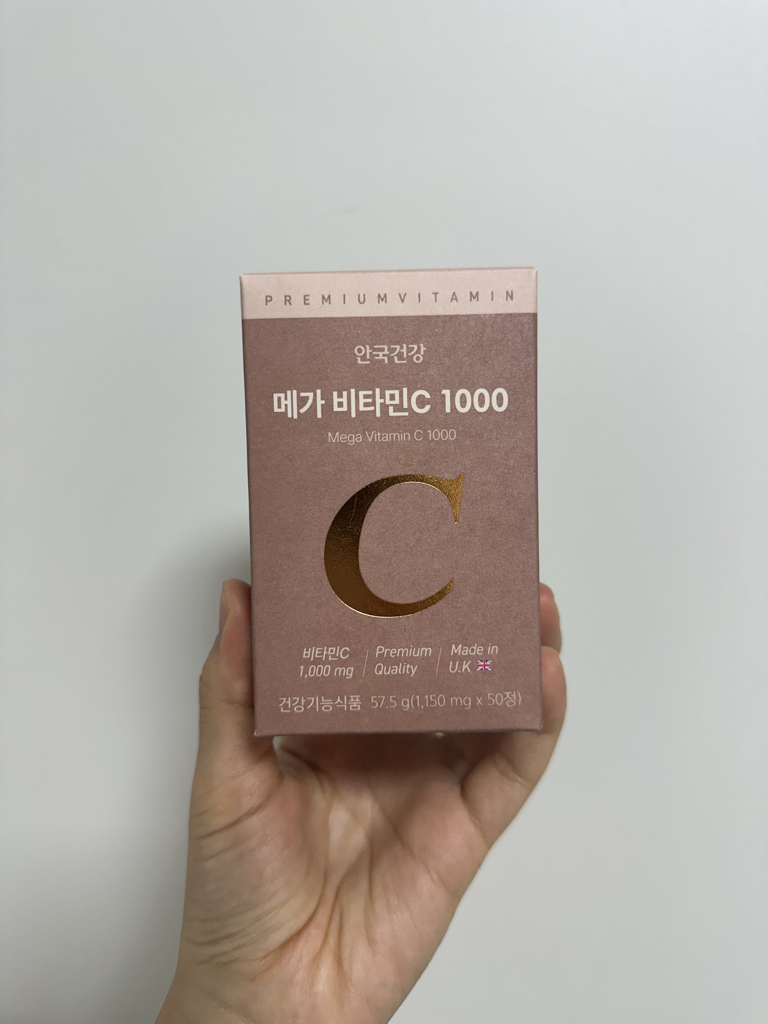 PREMIUMVITAMIN
안국건강
메가 비타민C 1000
Mega Vitamin C 1000
C
비타민C
1,000 mg
Premium
Quality
Made in
U.K 🇬🇧
건강기능식품 57.5 g(1,150 mg x 50정)